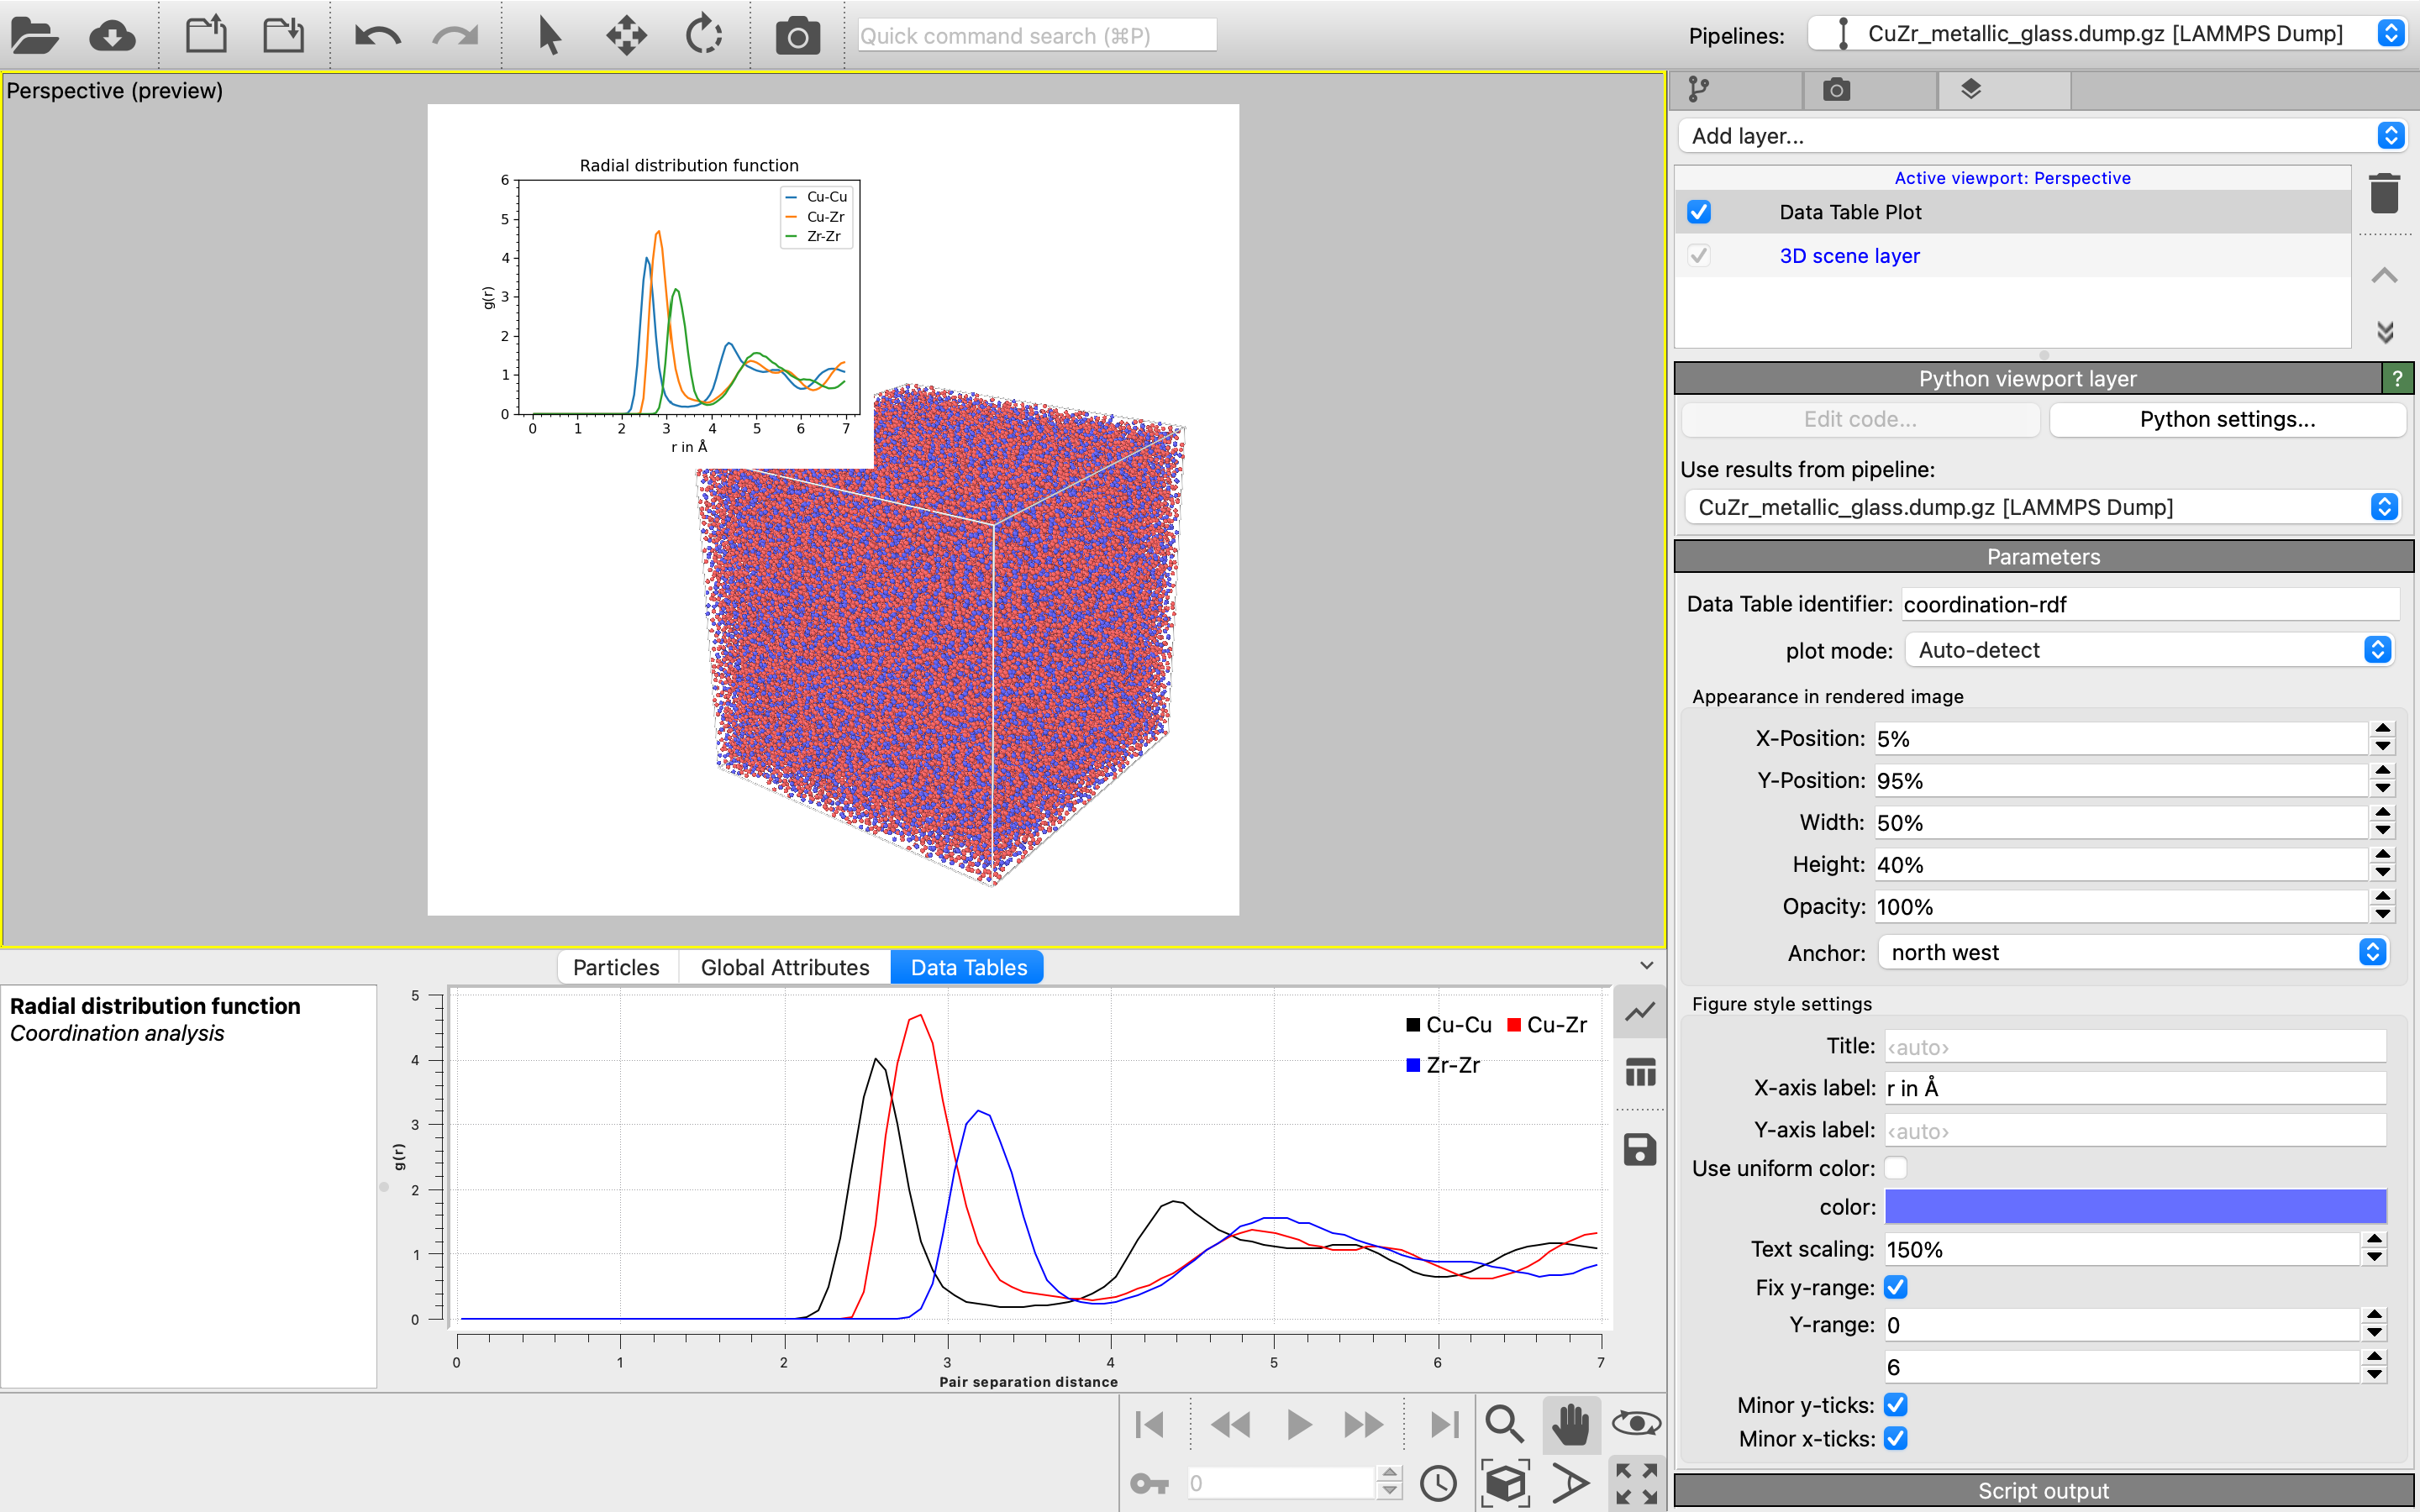 Quick command search (⌘P)
Pipelines:
CuZr_metallic_glass.dump.gz [LAMMPS Dump]
Perspective (preview)
Radial distribution function
6
5
4
3
2
1
0
g(r)
Cu-Cu
Cu-Zr
Zr-Zr
0 1 2 3 4 5 6 7
r in Å
Add layer...
Active viewport: Perspective
Data Table Plot
3D scene layer
Python viewport layer
?
Edit code...
Python settings...
Use results from pipeline:
CuZr_metallic_glass.dump.gz [LAMMPS Dump]
Parameters
Data Table identifier: coordination-rdf
plot mode: Auto-detect
Appearance in rendered image
X-Position: 5%
Y-Position: 95%
Width: 50%
Height: 40%
Opacity: 100%
Anchor: north west
Figure style settings
Title: ‹auto›
X-axis label: r in Å
Y-axis label: ‹auto›
Use uniform color:
color:
Text scaling: 150%
Fix y-range:
Y-range: 0
6
Minor y-ticks:
Minor x-ticks:
Script output
Particles
Global Attributes
Data Tables
Radial distribution function
Coordination analysis
5
4
3
2
1
0
g(r)
Cu-Cu Cu-Zr
Zr-Zr
0 1 2 3 4 5 6 7
Pair separation distance
0